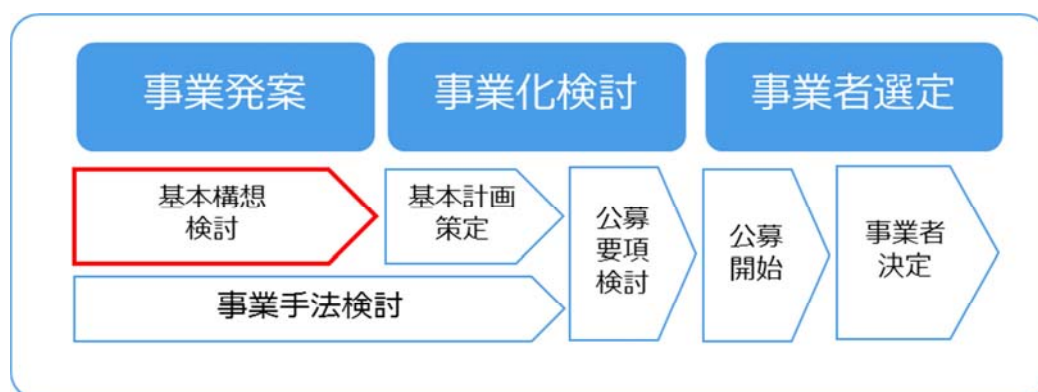 事業発案
事業化検討
事業者選定
基本構想
検討
基本計画
策定
公募
要項
検討
公募
開始
事業者
決定
事業手法検討